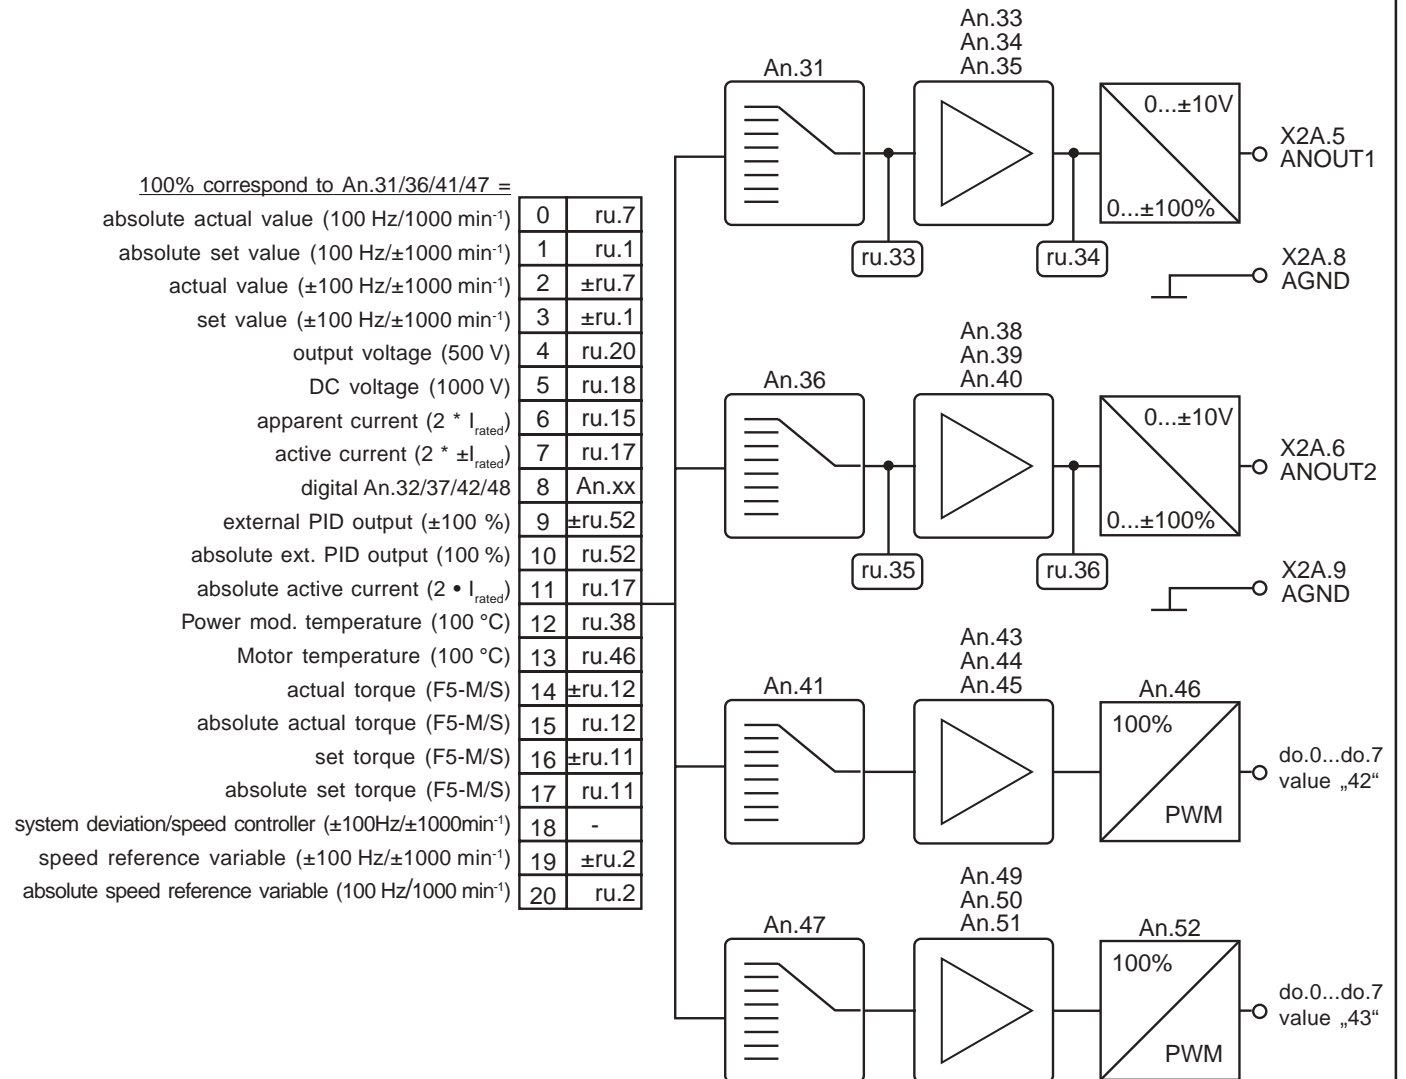 100% correspond to An.31/36/41/47 =
absolute actual value (100 Hz/1000 min-1) 0 ru.7
absolute set value (100 Hz/±1000 min-1) 1 ru.1
actual value (±100 Hz/±1000 min-1) 2 ±ru.7
set value (±100 Hz/±1000 min-1) 3 ±ru.1
output voltage (500 V) 4 ru.20
DC voltage (1000 V) 5 ru.18
apparent current (2 * Irated) 6 ru.15
active current (2 * ±Irated) 7 ru.17
digital An.32/37/42/48 8 An.xx
external PID output (±100 %) 9 ±ru.52
absolute ext. PID output (100 %) 10 ru.52
absolute active current (2 • Irated) 11 ru.17
Power mod. temperature (100 °C) 12 ru.38
Motor temperature (100 °C) 13 ru.46
actual torque (F5-M/S) 14 ±ru.12
absolute actual torque (F5-M/S) 15 ru.12
set torque (F5-M/S) 16 ±ru.11
absolute set torque (F5-M/S) 17 ru.11
system deviation/speed controller (±100Hz/±1000min-1) 18 -
speed reference variable (±100 Hz/±1000 min-1) 19 ±ru.2
absolute speed reference variable (100 Hz/1000 min-1) 20 ru.2
An.31
An.33
An.34
An.35
0...±10V
0...±100%
ru.33
ru.34
X2A.5
ANOUT1
X2A.8
AGND
An.36
An.38
An.39
An.40
0...±10V
0...±100%
ru.35
ru.36
X2A.6
ANOUT2
X2A.9
AGND
An.41
An.43
An.44
An.45
An.46
100%
PWM
do.0...do.7
value „42“
An.47
An.49
An.50
An.51
An.52
100%
PWM
do.0...do.7
value „43“